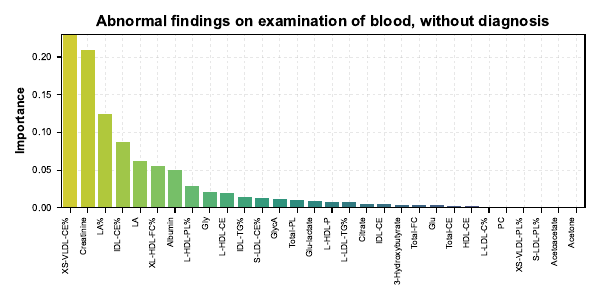 Abnormal findings on examination of blood, without diagnosis
Importance
0.20
0.15
0.10
0.05
0.00
XS-VLDL-CE%
Creatinine
LA%
IDL-CE%
LA
XL-HDL-FC%
Albumin
L-HDL-PL%
Gly
L-HDL-CE
IDL-TG%
S-LDL-CE%
GlycA
Total-PL
Glu-lactate
L-HDL-P
L-LDL-TG%
Citrate
IDL-CE
3-Hydroxybutyrate
Total-FC
Glu
Total-CE
HDL-CE
L-LDL-C%
PC
XS-VLDL-PL%
S-LDL-PL%
Acetoacetate
Acetone